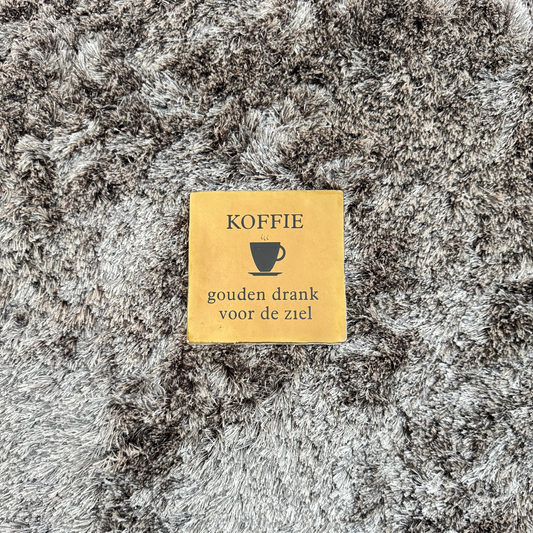 KOFFIE
gouden drank
voor de ziel